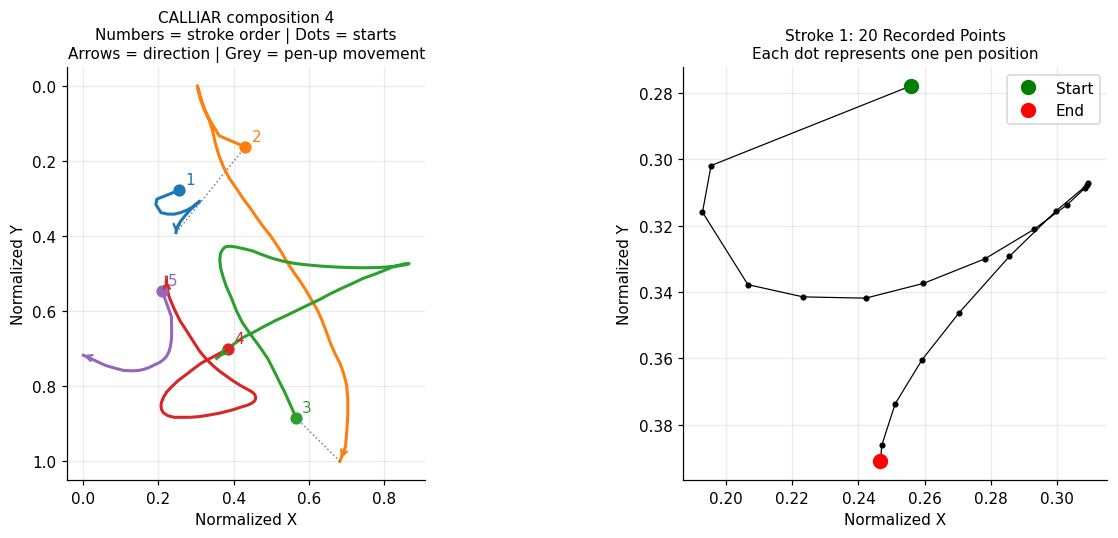 CALLIAR composition 4
Numbers = stroke order | Dots = starts
Arrows = direction | Grey = pen-up movement
Normalized Y
0.0
0.2
0.4
0.6
0.8
1.0
0.0 0.2 0.4 0.6 0.8
Normalized X
1
2
3
4
5
Stroke 1: 20 Recorded Points
Each dot represents one pen position
Start
End
Normalized Y
0.28
0.30
0.32
0.34
0.36
0.38
0.20 0.22 0.24 0.26 0.28 0.30
Normalized X